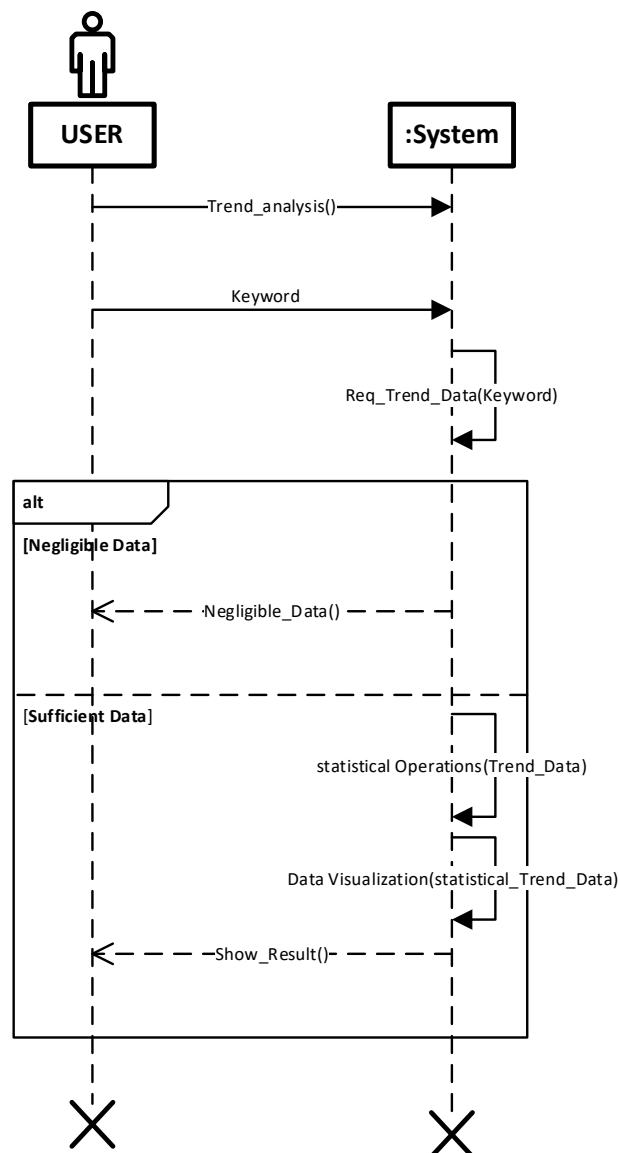 USER
:System
Trend_analysis()
Keyword
Req_Trend_Data(Keyword)
alt
[Negligible Data]
Negligible_Data()
[Sufficient Data]
statistical Operations(Trend_Data)
Data Visualization(statistical_Trend_Data)
Show_Result()